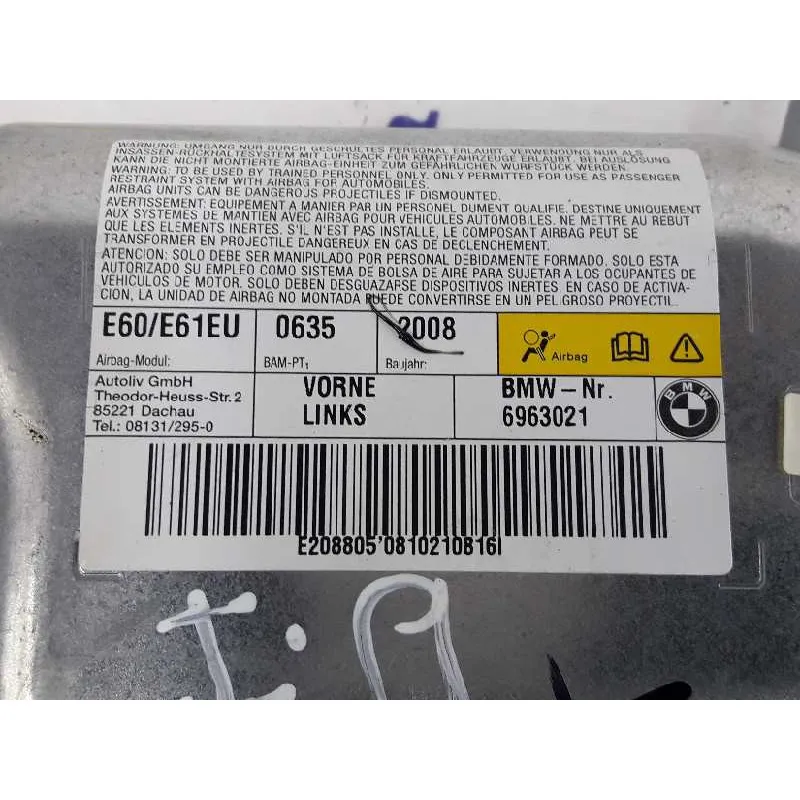 WARNUNG: UMGANG NUR DURCH GESCHULTES PERSONAL ERLAUBT. VERWENDUNG NUR ALS
INSASSEN-RÜCKHALTESYSTEM MIT LUFTSACK FÜR KRAFTFAHRZEUGE ERLAUBT. BEI AUSLÖSUNG
KANN DIE NICHT MONTIERTE AIRBAG-EINHEIT ZUM GEFÄHRLICHEN WURFSTÜCK WERDEN.
WARNING: TO BE USED BY TRAINED PERSONNEL ONLY. ONLY PERMITTED FOR USE AS PASSENGER
RESTRAINT SYSTEM WITH AIRBAG FOR AUTOMOBILES.
AIRBAG UNITS CAN BE DANGEROUS PROJECTILES IF DISMOUNTED.
AVERTISSEMENT: EQUIPEMENT A MANIER PAR UN PERSONEL DUMENT QUALIFIE. DESTINE UNIQUEMENT
AUX SYSTEMES DE MANTIEN AVEC AIRBAG POUR VEHICULES AUTOMOBILES. NE METTRE AU REBUT
QUE LES ELEMENTS INERTES. S'IL N'EST PAS INSTALLE, LE COMPOSANT AIRBAG PEUT SE
TRANSFORMER EN PROJECTILE DANGEREUX EN CAS DE DECLENCHEMENT.
ATENCION: SOLO DEBE SER MANIPULADO POR PERSONAL DEBIDAMENTE FORMADO. SOLO ESTA
AUTORIZADO SU EMPLEO COMO SISTEMA DE BOLSA DE AIRE PARA SUJETAR A LOS OCUPANTES DE
VEHICULOS DE MOTOR. SOLO DEBEN DESGUAZAFSE DISPOSITIVOS INERTES. EN CASO DE ACTIVA-
CION, LA UNIDAD DE AIRBAG NO MONTADA PUEDE CONVERTIRSE EN UN PELGROSO PROYECTIL.
E60/E61EU 0635 2008
Airbag-Modul: BAM-PT1 Baujahr: Airbag
Autoliv GmbH VORNE BMW-Nr. BMW
Theodor-Heuss-Str.2 LINKS 6963021
85221 Dachau
Tel.: 08131/295-0
E208805'0810210816I